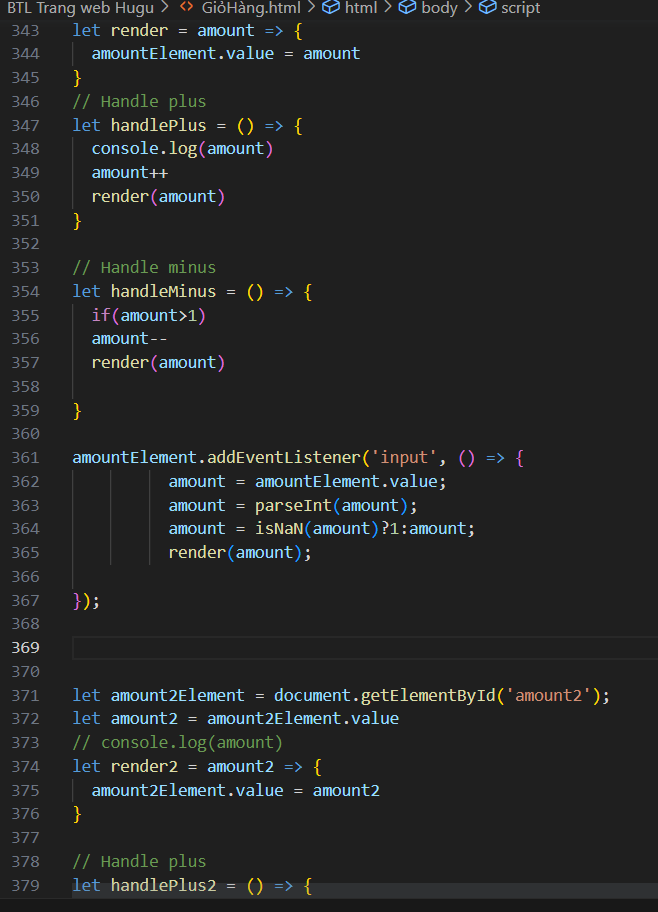 BTL Trang web Hugu > <> GiỏHàng.html > html > body > script
343 let render = amount => {
344 amountElement.value = amount
345 }
346 // Handle plus
347 let handlePlus = () => {
348 console.log(amount)
349 amount++
350 render(amount)
351 }
352
353 // Handle minus
354 let handleMinus = () => {
355 if(amount>1)
356 amount--
357 render(amount)
358
359 }
360
361 amountElement.addEventListener('input', () => {
362 amount = amountElement.value;
363 amount = parseInt(amount);
364 amount = isNaN(amount)?1:amount;
365 render(amount);
366
367 });
368
369
370
371 let amount2Element = document.getElementById('amount2');
372 let amount2 = amount2Element.value
373 // console.log(amount)
374 let render2 = amount2 => {
375 amount2Element.value = amount2
376 }
377
378 // Handle plus
379 let handlePlus2 = () => {